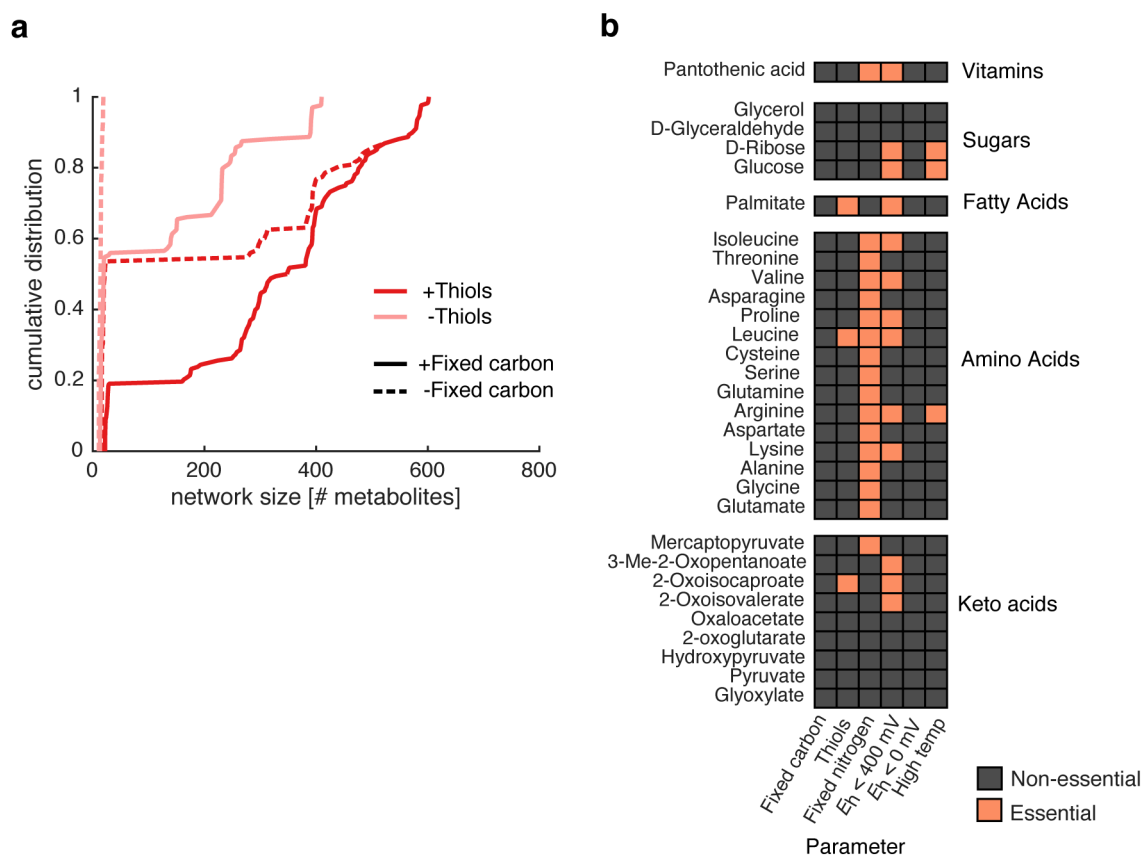 a
cumulative distribution
1
0.8
0.6
0.4
0.2
0
0 200 400 600 800
network size [# metabolites]
+Thiols
-Thiols
+Fixed carbon
-Fixed carbon
b
Pantothenic acid
Vitamins
Glycerol
D-Glyceraldehyde
D-Ribose
Glucose
Sugars
Palmitate
Fatty Acids
Isoleucine
Threonine
Valine
Asparagine
Proline
Leucine
Cysteine
Serine
Glutamine
Arginine
Aspartate
Lysine
Alanine
Glycine
Glutamate
Amino Acids
Mercaptopyruvate
3-Me-2-Oxopentanoate
2-Oxoisocaproate
2-Oxoisovalerate
Oxaloacetate
2-oxoglutarate
Hydroxypyruvate
Pyruvate
Glyoxylate
Keto acids
Fixed carbon
Thiols
Fixed nitrogen
Eh < 400 mV
Eh < 0 mV
High temp
Parameter
Non-essential
Essential